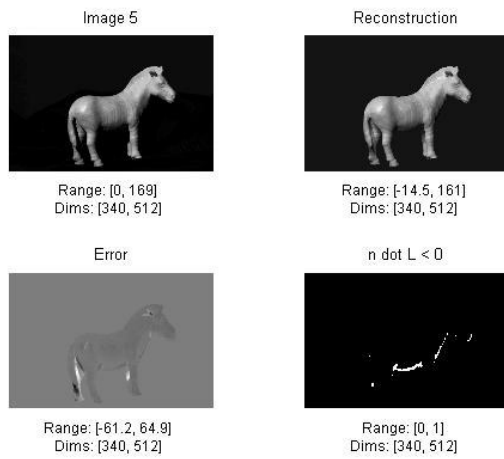 Image 5
Range: [0, 169]
Dims: [340, 512]
Reconstruction
Range: [-14.5, 161]
Dims: [340, 512]
Error
Range: [-61.2, 64.9]
Dims: [340, 512]
n dot L < 0
Range: [0, 1]
Dims: [340, 512]